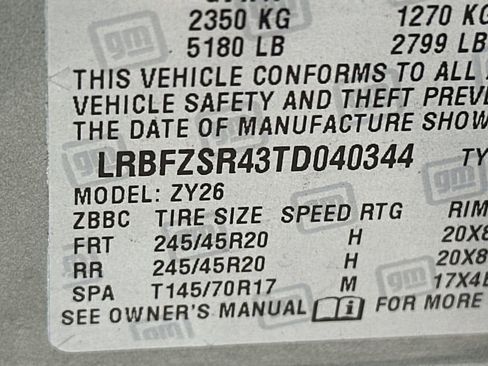 2350 KG 1270 KG
5180 LB 2799 LB
THIS VEHICLE CONFORMS TO ALL
VEHICLE SAFETY AND THEFT PREVE
THE DATE OF MANUFACTURE SHOW
LRBFZSR43TD040344 TY
MODEL: ZY26
ZBBC TIRE SIZE SPEED RTG RIM
FRT 245/45R20 H 20X8
RR 245/45R20 H 20X8
SPA T145/70R17 M 17X4
SEE OWNER'S MANUAL i FOR MORE
gm